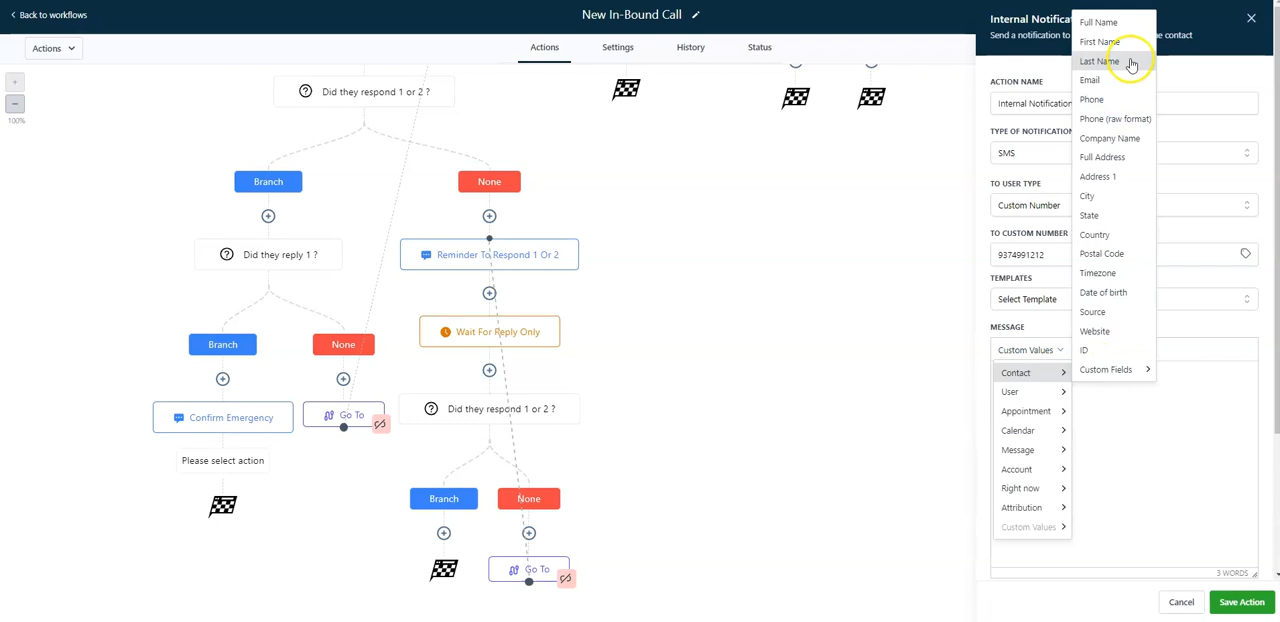 Back to workflows
New In-Bound Call
Actions
Actions
Settings
History
Status
100%
Did they respond 1 or 2 ?
Branch
None
Did they reply 1 ?
Reminder To Respond 1 Or 2
Wait For Reply Only
Branch
None
Confirm Emergency
Go To
Did they respond 1 or 2 ?
Please select action
Branch
None
Go To
Internal Notifica
Send a notification to
e contact
ACTION NAME
Internal Notification
TYPE OF NOTIFICATION
SMS
TO USER TYPE
Custom Number
TO CUSTOM NUMBER
9374991212
TEMPLATES
Select Template
MESSAGE
Custom Values
Contact
User
Appointment
Calendar
Message
Account
Right now
Attribution
Custom Values
Full Name
First Name
Last Name
Email
Phone
Phone (raw format)
Company Name
Full Address
Address 1
City
State
Country
Postal Code
Timezone
Date of birth
Source
Website
ID
Custom Fields
3 WORDS
Cancel
Save Action